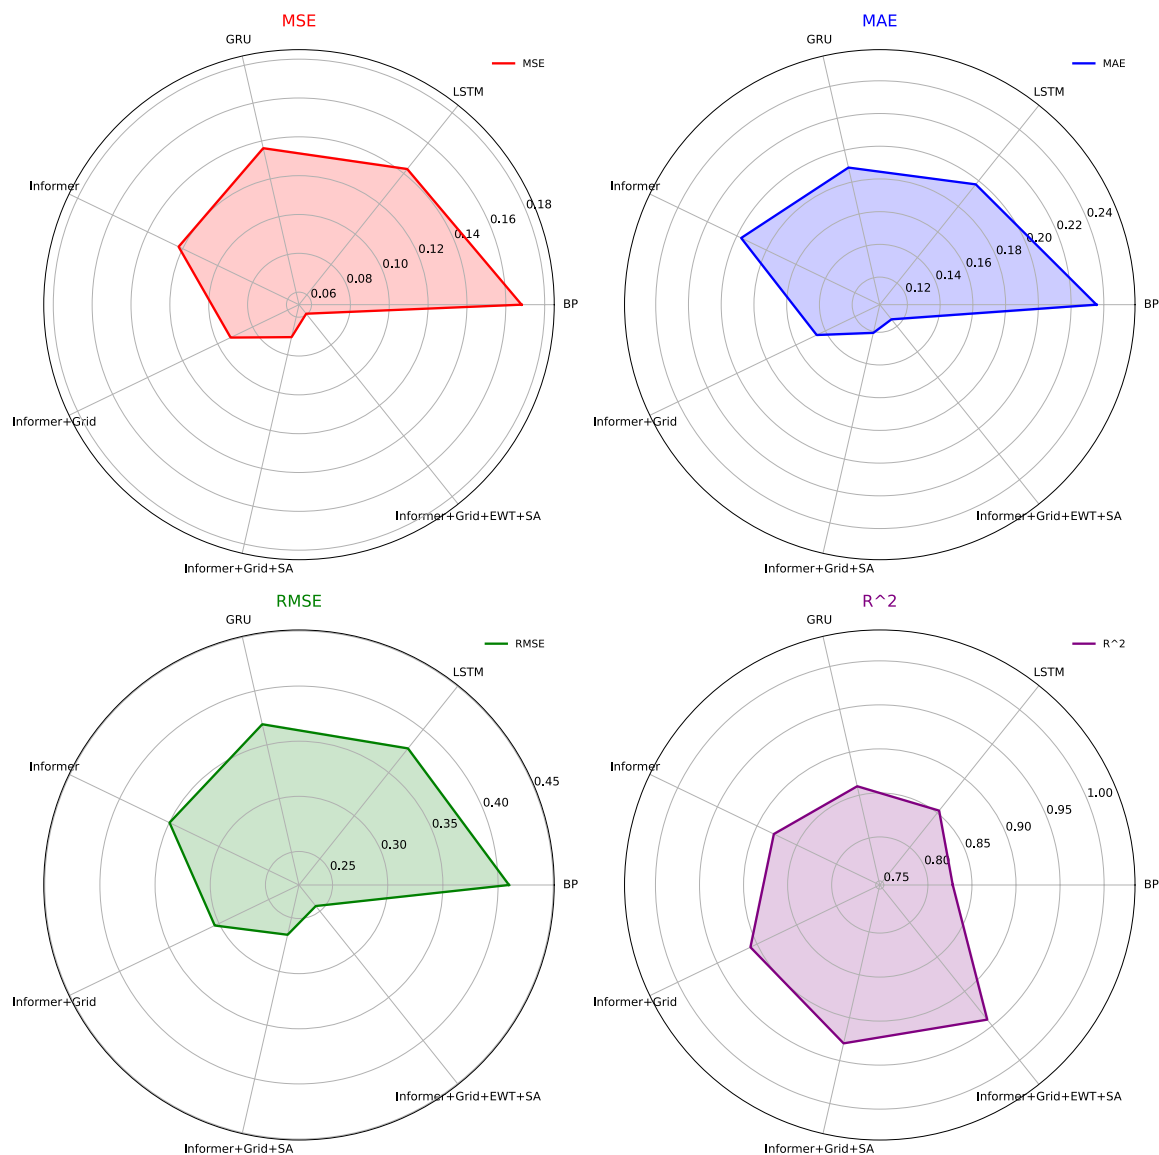 MSE
MSE
GRU
LSTM
Informer
BP
Informer+Grid
Informer+Grid+SA
Informer+Grid+EWT+SA
0.06
0.08
0.10
0.12
0.14
0.16
0.18
MAE
MAE
GRU
LSTM
Informer
BP
Informer+Grid
Informer+Grid+SA
Informer+Grid+EWT+SA
0.12
0.14
0.16
0.18
0.20
0.22
0.24
RMSE
RMSE
GRU
LSTM
Informer
BP
Informer+Grid
Informer+Grid+SA
Informer+Grid+EWT+SA
0.25
0.30
0.35
0.40
0.45
R^2
R^2
GRU
LSTM
Informer
BP
Informer+Grid
Informer+Grid+SA
Informer+Grid+EWT+SA
0.75
0.80
0.85
0.90
0.95
1.00